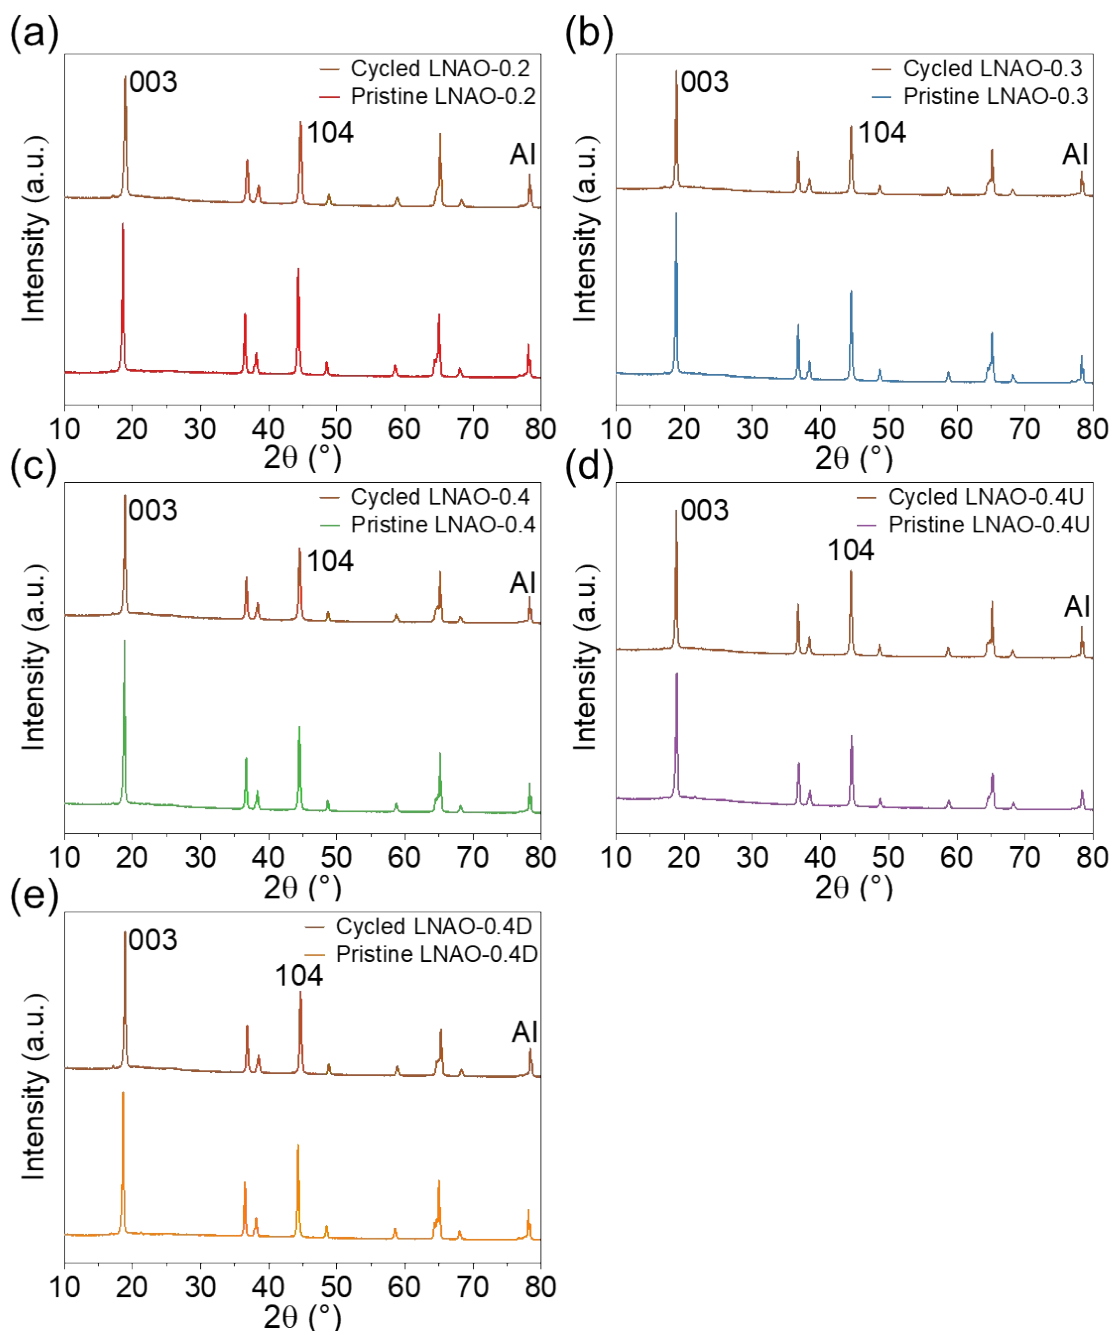 (a)
003
Cycled LNAO-0.2
Pristine LNAO-0.2
104
Al
Intensity (a.u.)
10 20 30 40 50 60 70 80
2θ (°)
(b)
003
Cycled LNAO-0.3
Pristine LNAO-0.3
104
Al
Intensity (a.u.)
10 20 30 40 50 60 70 80
2θ (°)
(c)
003
Cycled LNAO-0.4
Pristine LNAO-0.4
104
Al
Intensity (a.u.)
10 20 30 40 50 60 70 80
2θ (°)
(d)
003
Cycled LNAO-0.4U
Pristine LNAO-0.4U
104
Al
Intensity (a.u.)
10 20 30 40 50 60 70 80
2θ (°)
(e)
003
Cycled LNAO-0.4D
Pristine LNAO-0.4D
104
Al
Intensity (a.u.)
10 20 30 40 50 60 70 80
2θ (°)